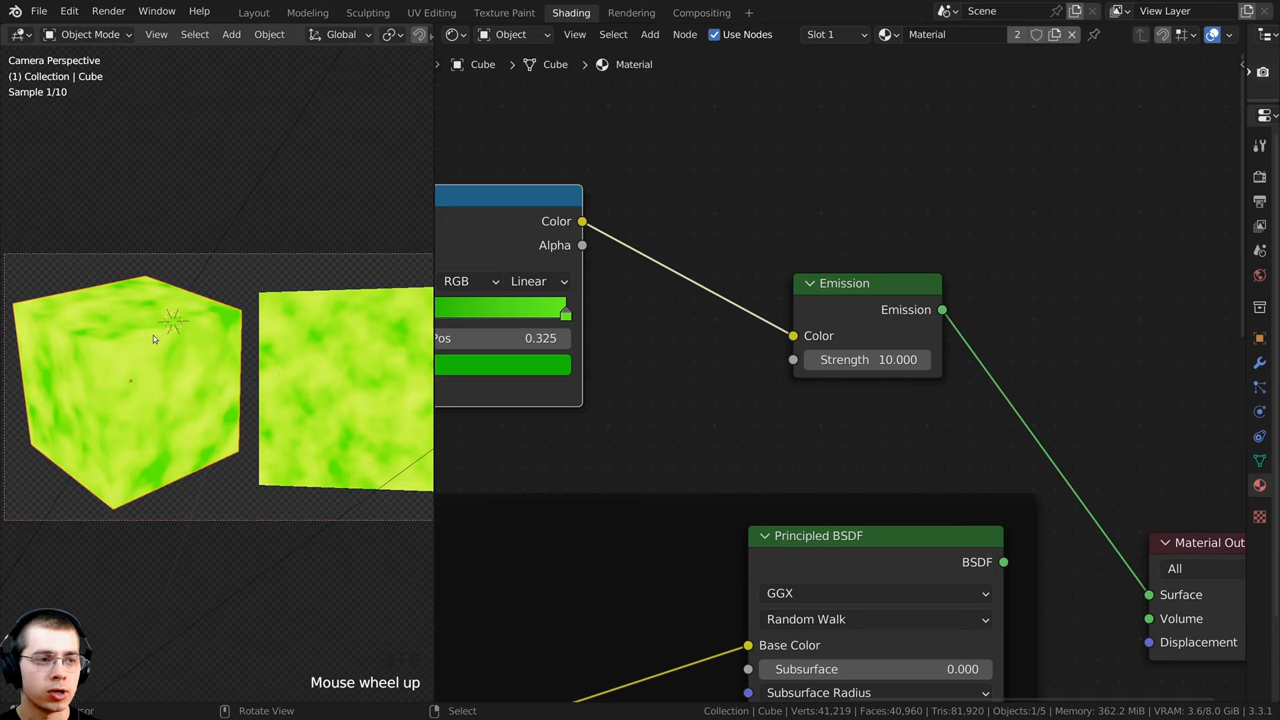 File Edit Render Window Help Layout Modeling Sculpting UV Editing Texture Paint Shading Rendering Compositing + Scene View Layer
Object Mode View Select Add Object Global Object View Select Add Node Use Nodes Slot 1 Material 2
Camera Perspective
(1) Collection | Cube
Sample 1/10
Cube > Cube > Material
Color
Alpha
RGB Linear
Pos 0.325
Emission
Emission
Color
Strength 10.000
Principled BSDF
BSDF
GGX
Random Walk
Base Color
Subsurface 0.000
Subsurface Radius
Material Out
All
Surface
Volume
Displacement
Mouse wheel up
Rotate View Select Collection | Cube | Verts:41,219 | Faces:40,960 | Tris:81,920 | Objects:1/5 | Memory: 362.2 MiB | VRAM: 3.6/8.0 GiB | 3.3.1